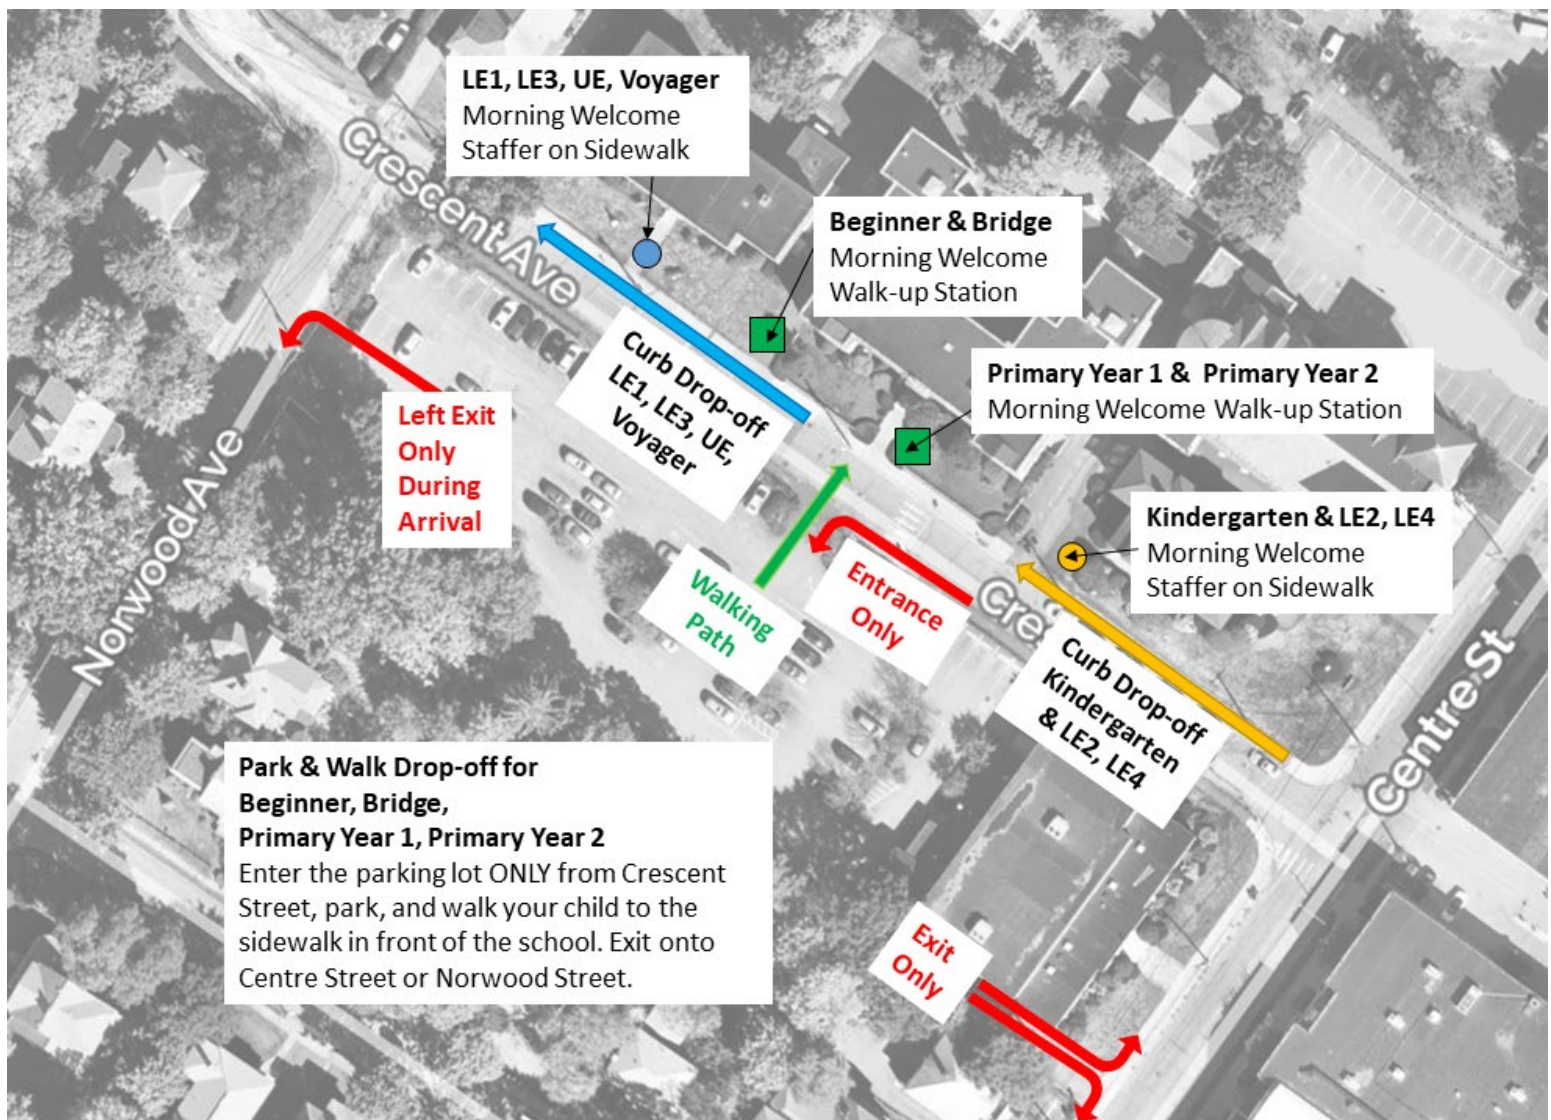 LE1, LE3, UE, Voyager
Morning Welcome
Staffer on Sidewalk
Crescent Ave
Beginner & Bridge
Morning Welcome
Walk-up Station
Curb Drop-off
LE1, LE3, UE,
Voyager
Primary Year 1 & Primary Year 2
Morning Welcome Walk-up Station
Left Exit
Only
During
Arrival
Norwood Ave
Kindergarten & LE2, LE4
Morning Welcome
Staffer on Sidewalk
Walking
Path
Entrance
Only
Curb Drop-off
Kindergarten
& LE2, LE4
Centre St
Park & Walk Drop-off for
Beginner, Bridge,
Primary Year 1, Primary Year 2
Enter the parking lot ONLY from Crescent
Street, park, and walk your child to the
sidewalk in front of the school. Exit onto
Centre Street or Norwood Street.
Exit
Only